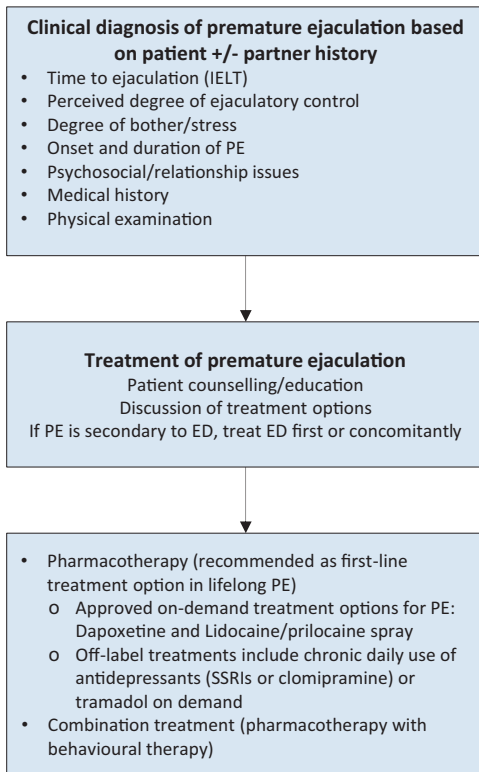 Clinical diagnosis of premature ejaculation based
on patient +/- partner history
• Time to ejaculation (IELT)
• Perceived degree of ejaculatory control
• Degree of bother/stress
• Onset and duration of PE
• Psychosocial/relationship issues
• Medical history
• Physical examination
Treatment of premature ejaculation
Patient counselling/education
Discussion of treatment options
If PE is secondary to ED, treat ED first or concomitantly
• Pharmacotherapy (recommended as first-line
treatment option in lifelong PE)
o Approved on-demand treatment options for PE:
Dapoxetine and Lidocaine/prilocaine spray
o Off-label treatments include chronic daily use of
antidepressants (SSRIs or clomipramine) or
tramadol on demand
• Combination treatment (pharmacotherapy with
behavioural therapy)